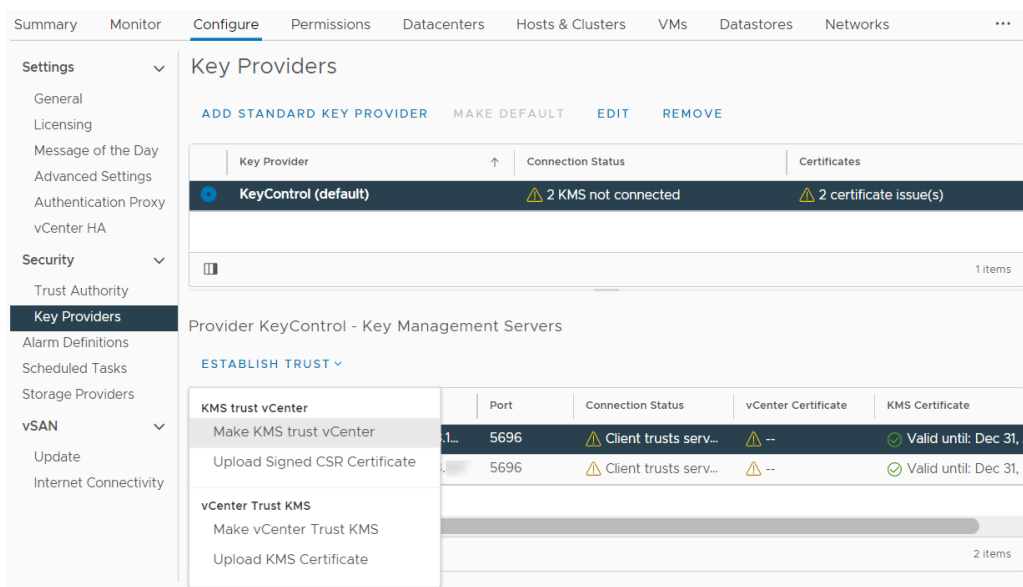 Summary Monitor Configure Permissions Datacenters Hosts & Clusters VMs Datastores Networks ...
Settings
General
Licensing
Message of the Day
Advanced Settings
Authentication Proxy
vCenter HA
Security
Trust Authority
Key Providers
Alarm Definitions
Scheduled Tasks
Storage Providers
vSAN
Update
Internet Connectivity
Key Providers
ADD STANDARD KEY PROVIDER MAKE DEFAULT EDIT REMOVE
Key Provider Connection Status Certificates
KeyControl (default) 2 KMS not connected 2 certificate issue(s)
1 items
Provider KeyControl - Key Management Servers
ESTABLISH TRUST
KMS trust vCenter
Make KMS trust vCenter
Upload Signed CSR Certificate
vCenter Trust KMS
Make vCenter Trust KMS
Upload KMS Certificate
Port Connection Status vCenter Certificate KMS Certificate
.1... 5696 Client trusts serv... -- Valid until: Dec 31,
5696 Client trusts serv... -- Valid until: Dec 31,
2 items